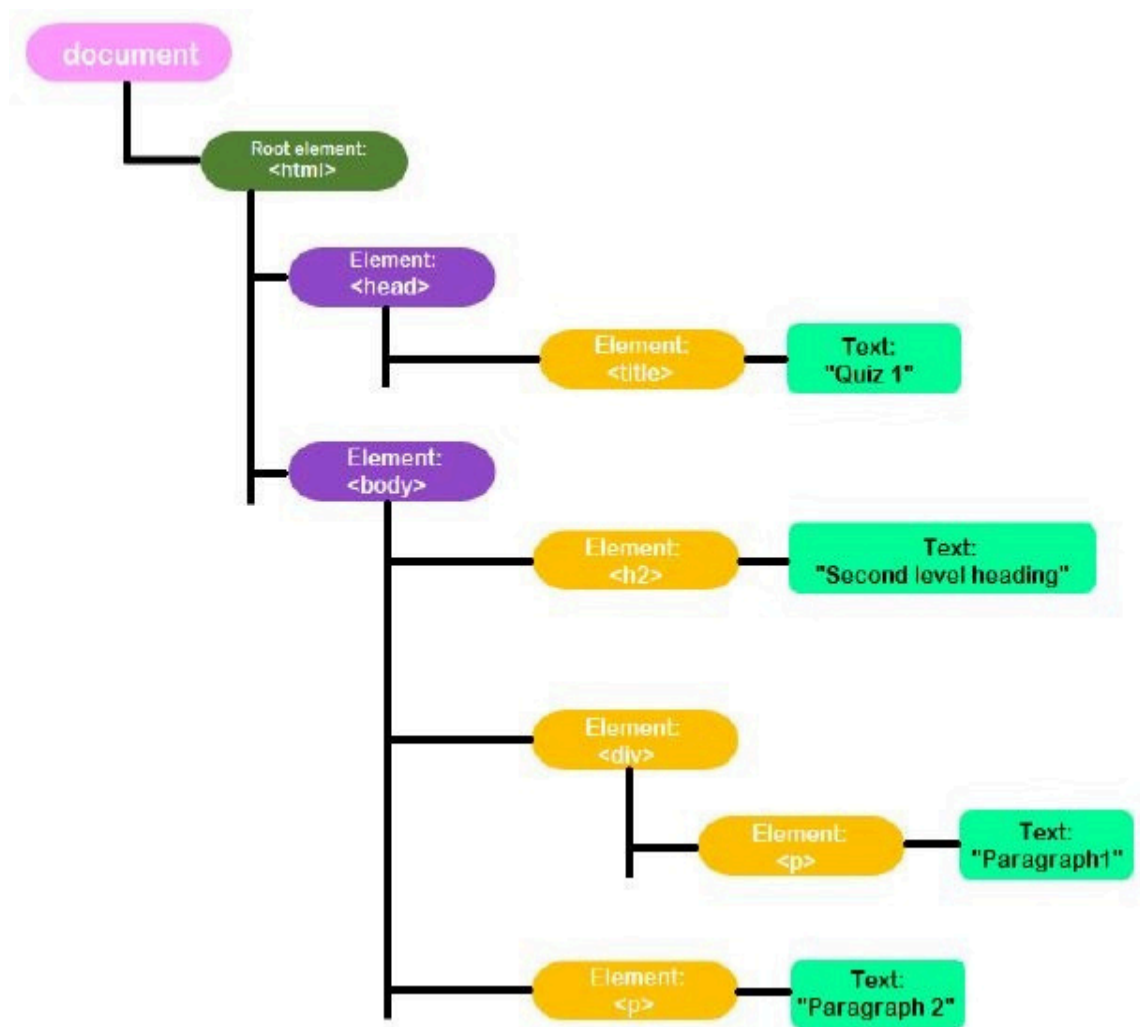 document
Root element:
<html>
Element:
<head>
Element:
<title>
Text:
"Quiz 1"
Element:
<body>
Element:
<h2>
Text:
"Second level heading"
Element:
<div>
Element:
<p>
Text:
"Paragraph1"
Element:
<p>
Text:
"Paragraph 2"